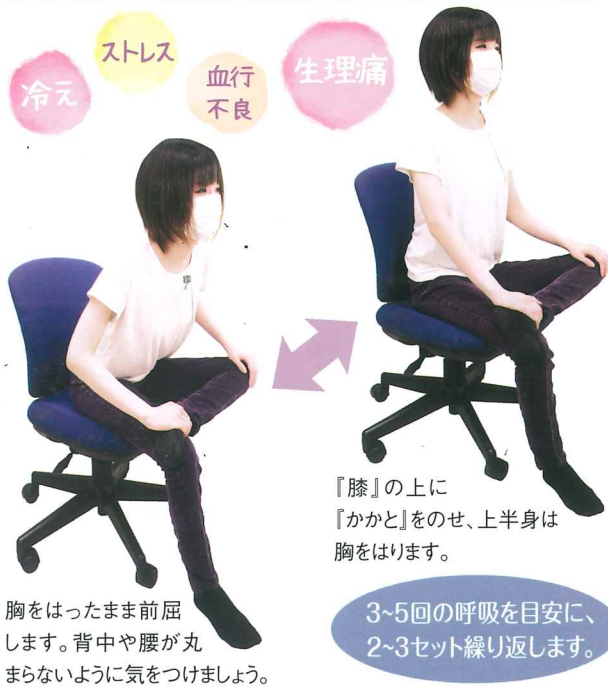 冷え
ストレス
血行
不良
生理痛
『膝』の上に
『かかと』をのせ、上半身は
胸をはります。
胸をはったまま前屈
します。背中や腰が丸
まらないように気をつけましょう。
3~5回の呼吸を目安に、
2~3セット繰り返します。